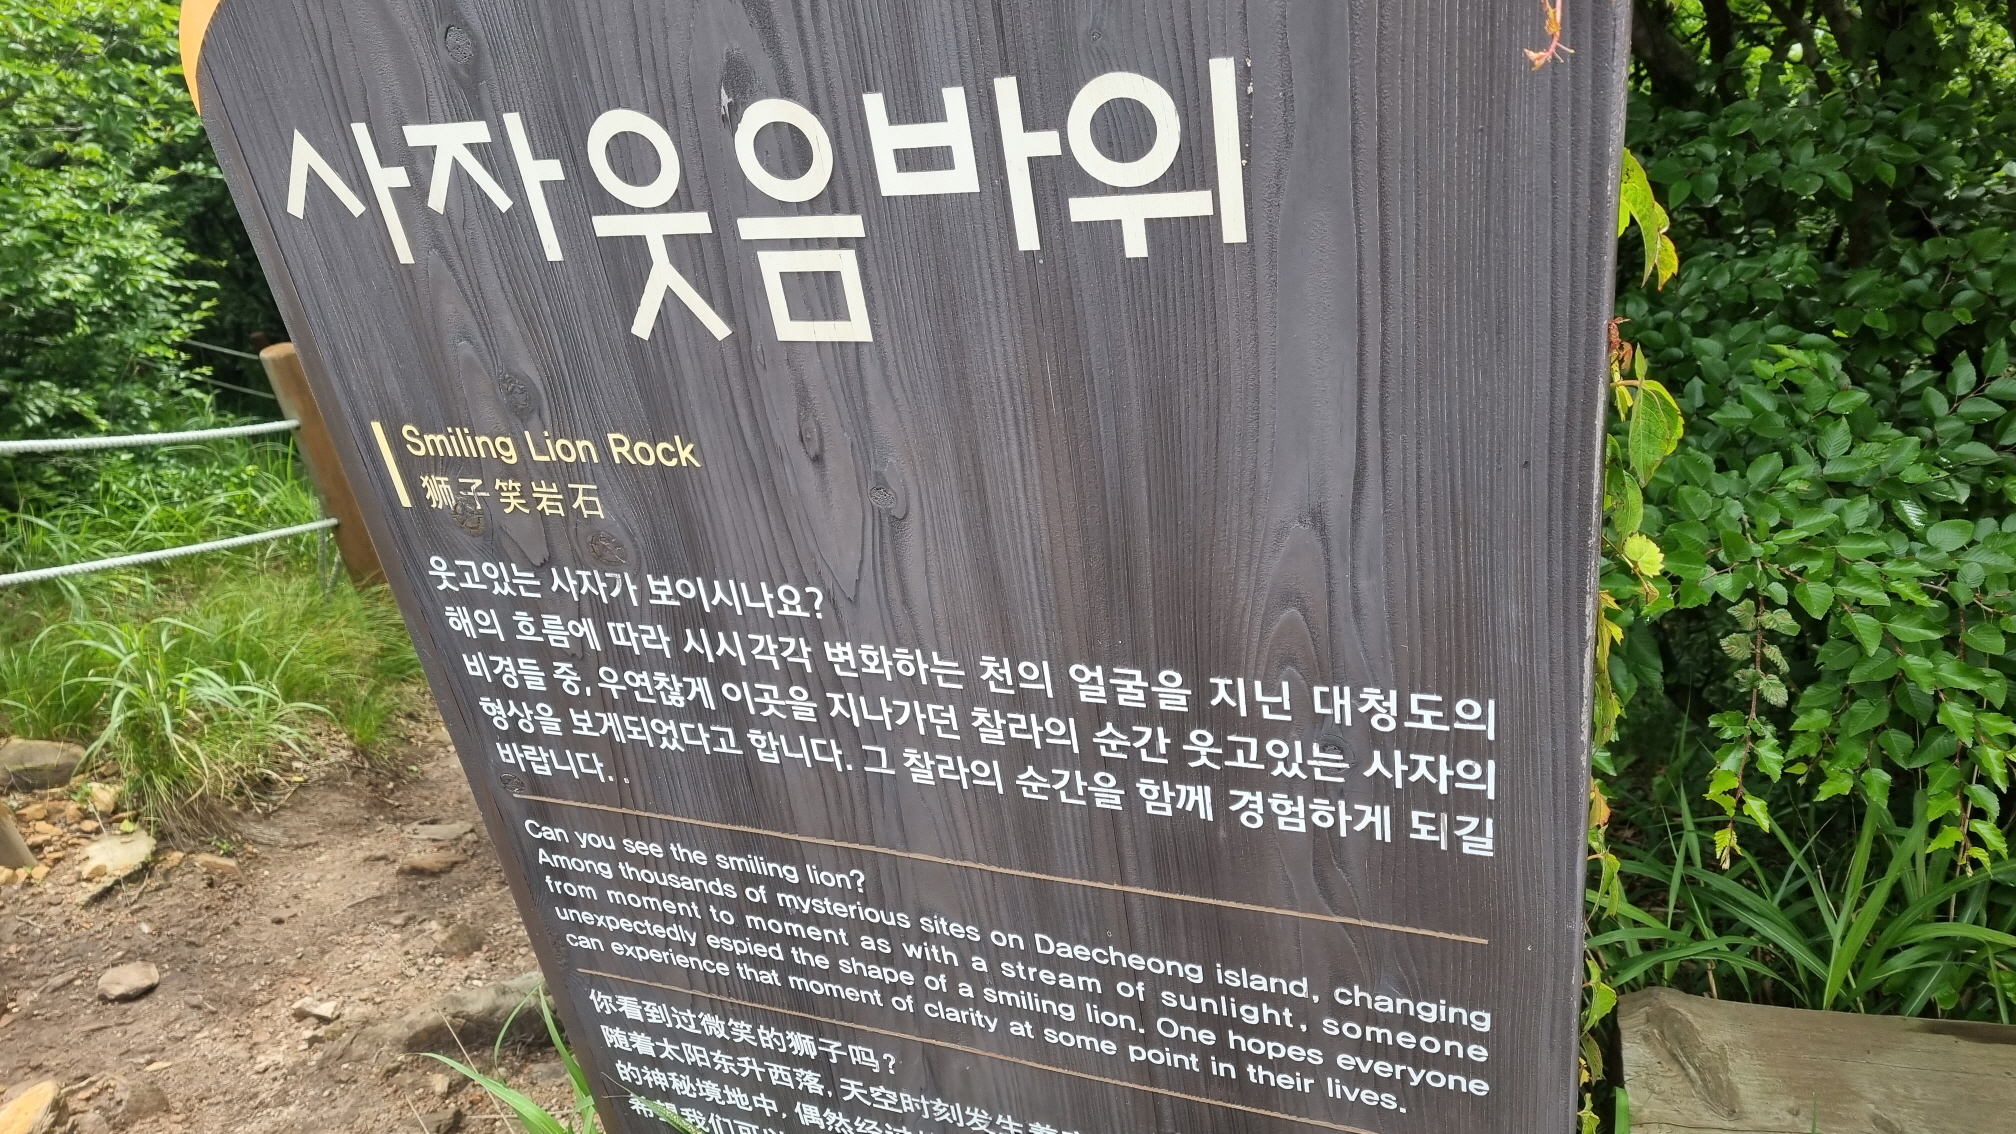 사자웃음바위
Smiling Lion Rock
狮子笑岩石
웃고있는 사자가 보이시나요?
해의 흐름에 따라 시시각각 변화하는 천의 얼굴을 지닌 대청도의
비경들 중, 우연찮게 이곳을 지나가던 찰라의 순간 웃고있는 사자의
형상을 보게되었다고 합니다. 그 찰라의 순간을 함께 경험하게 되길
바랍니다. .
Can you see the smiling lion?
Among thousands of mysterious sites on Daecheong island, changing
from moment to moment as with a stream of sunlight, someone
unexpectedly espied the shape of a smiling lion. One hopes everyone
can experience that moment of clarity at some point in their lives.
你看到过微笑的狮子吗?
随着太阳东升西落, 天空时刻发生着
的神秘境地中, 偶然经过
希望我们可以